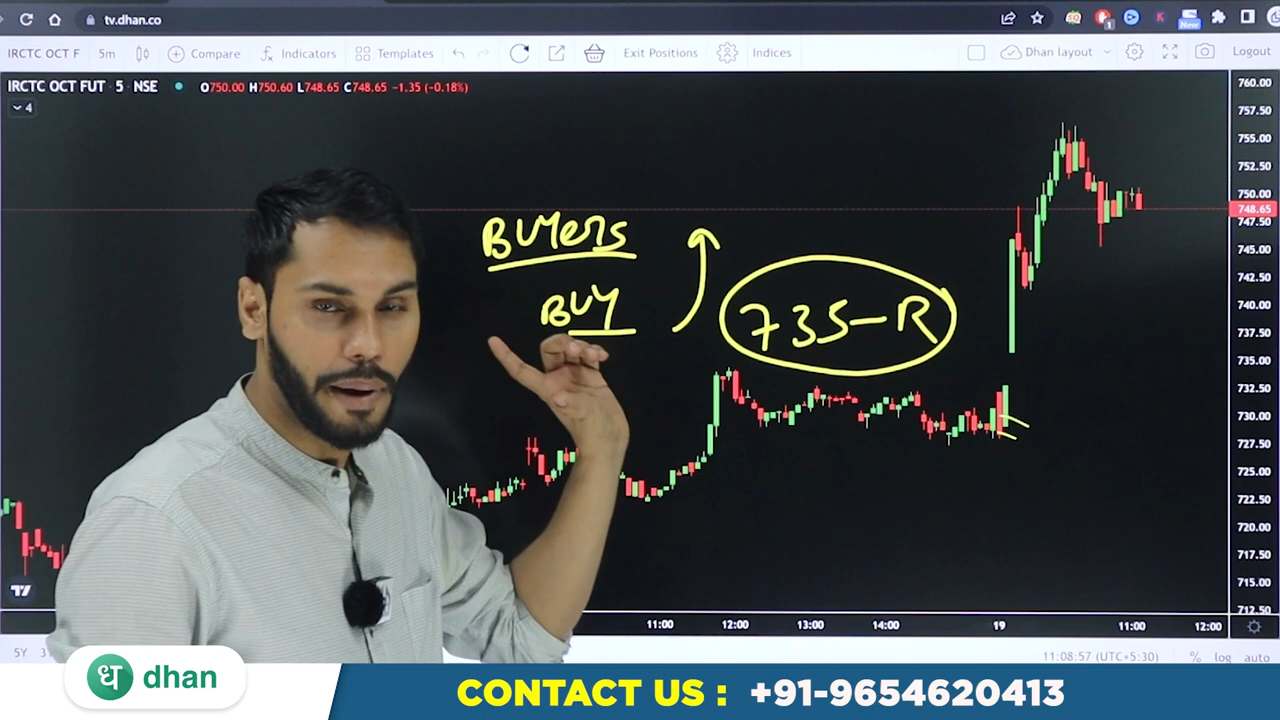 tv.dhan.co
New
1
IRCTC OCT F 5m Compare Indicators Templates Exit Positions Indices Dhan layout Logout
IRCTC OCT FUT · 5 · NSE O750.00 H750.60 L748.65 C748.65 −1.35 (−0.18%)
4
760.00
757.50
755.00
752.50
750.00
748.65
747.50
745.00
742.50
740.00
737.50
735.00
732.50
730.00
727.50
725.00
722.50
720.00
717.50
715.00
712.50
BUYers
BUY
735-R
11:00 12:00 13:00 14:00 19 11:00 12:00
5Y 11:08:57 (UTC+5:30) % log auto
ध dhan
CONTACT US : +91-9654620413